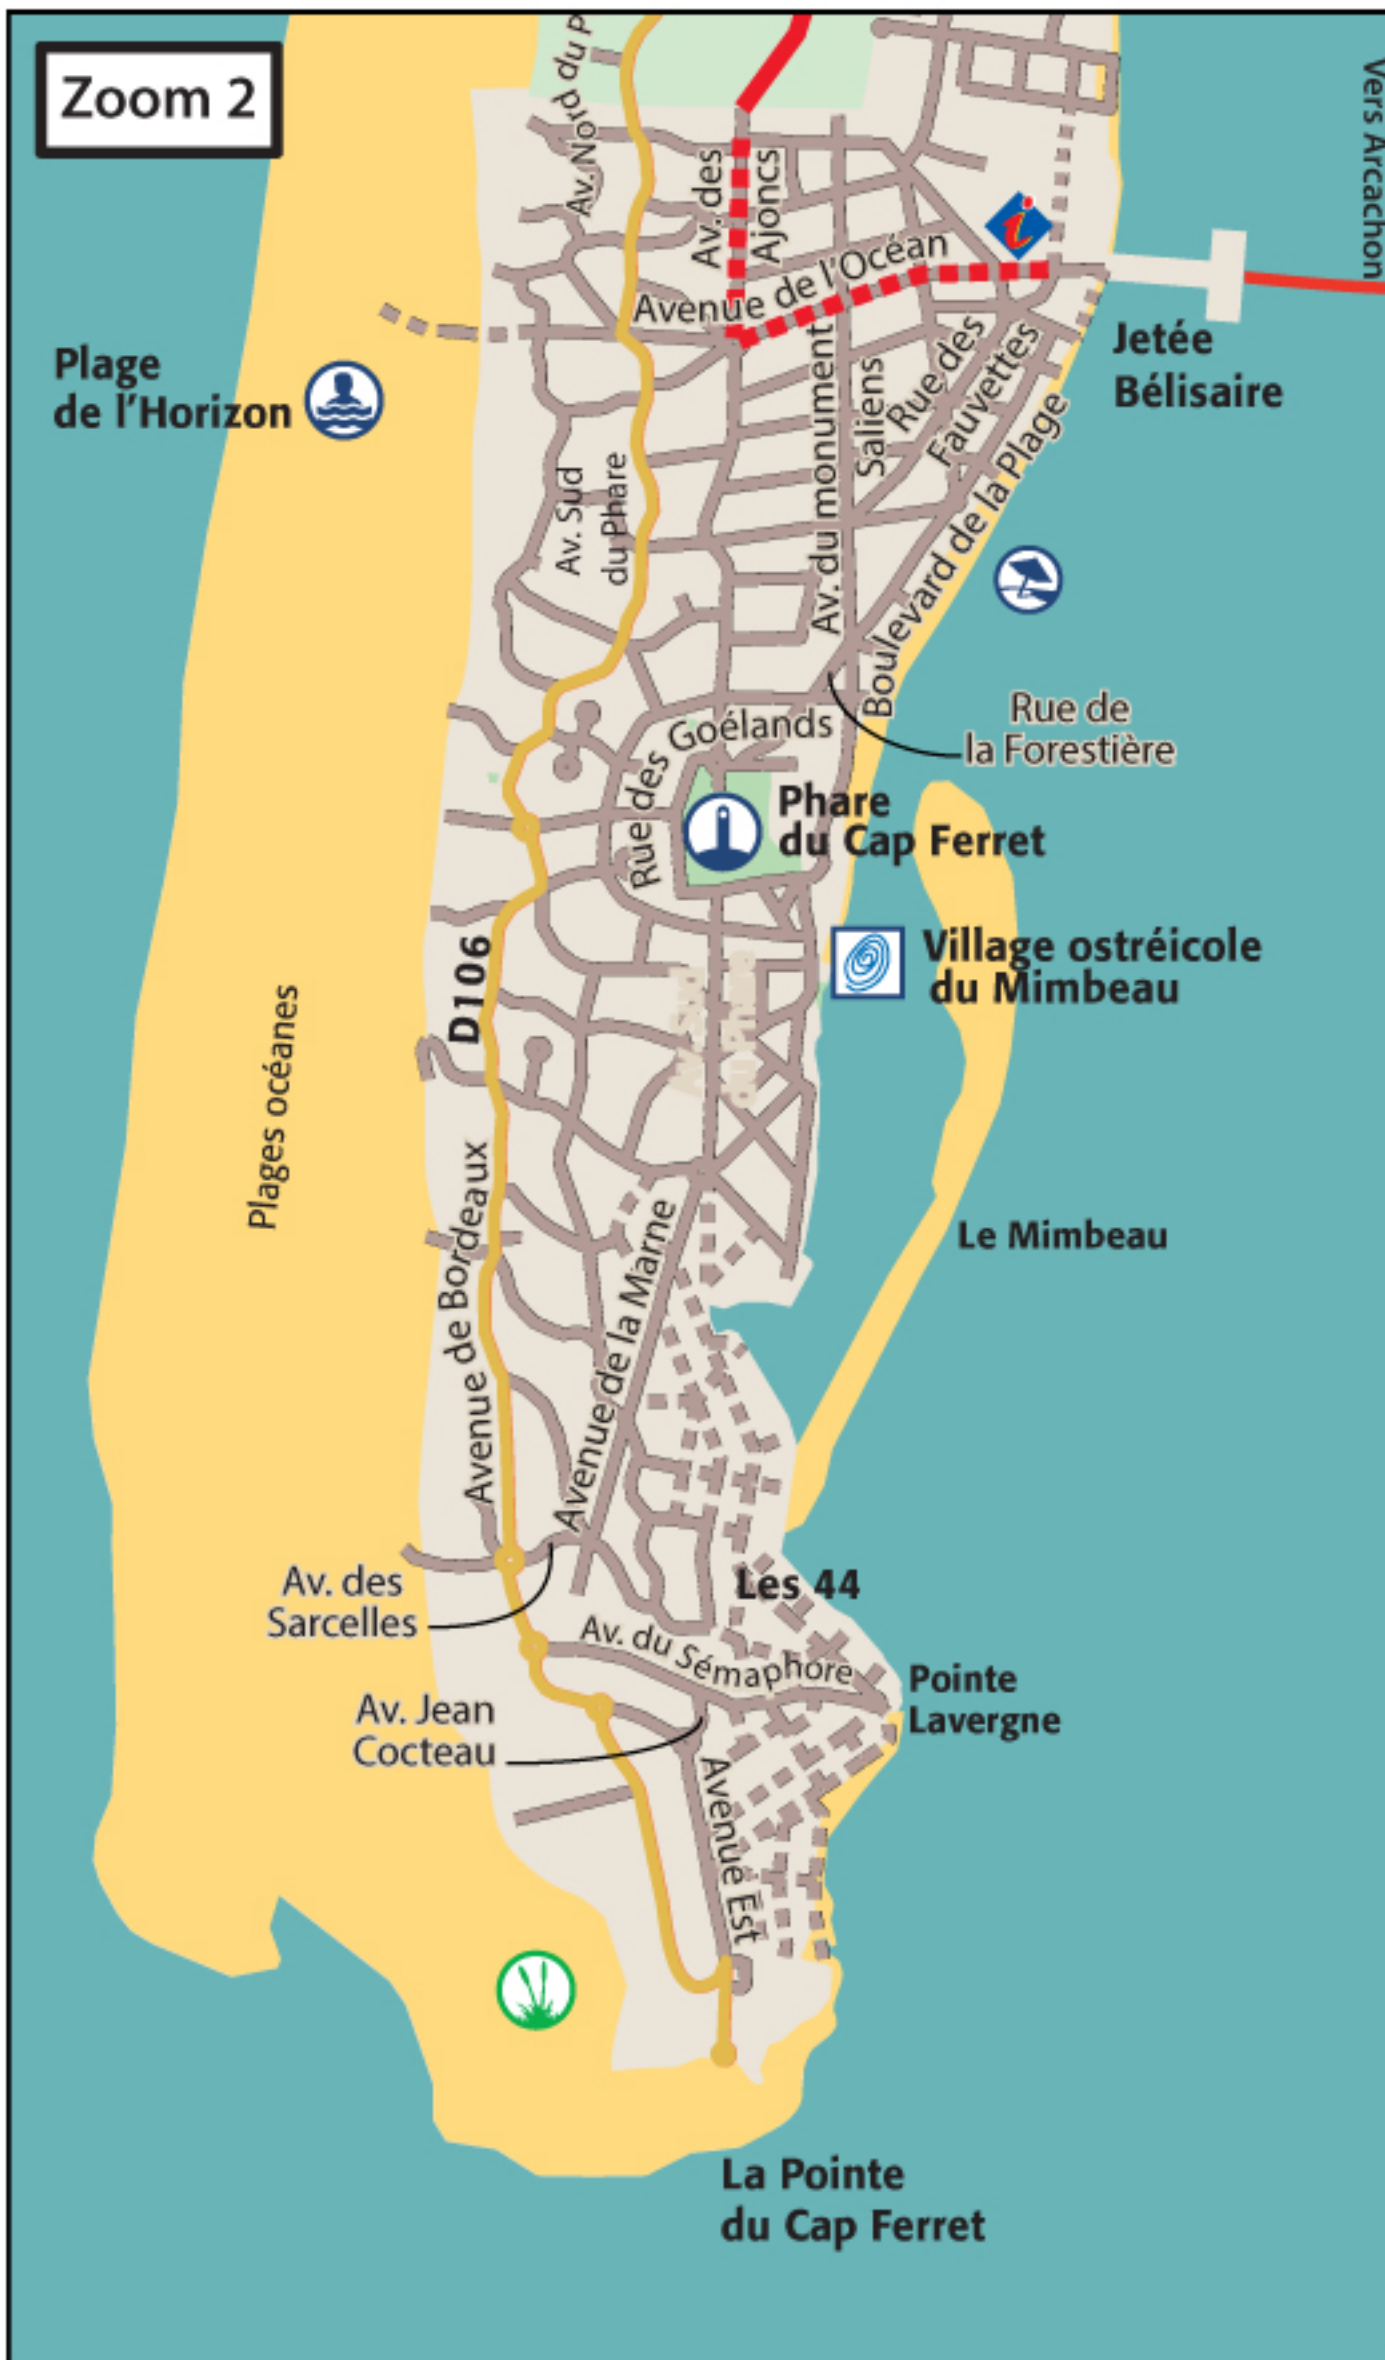 Zoom 2
Av. Nord du P
Vers Arcachon
Av. des
Ajoncs
Avenue de l'Océan
Plage
de l'Horizon
Jetée
Bélisaire
Av. du monument
Saliens
Rue des
Fauvettes
Boulevard de la Plage
Av. Sud
du Phare
Rue de
la Forestière
Rue des Goélands
Phare
du Cap Ferret
Village ostréicole
du Mimbeau
D106
Av. Sud
du Phare
Plages océanes
Le Mimbeau
Avenue de Bordeaux
Avenue de la Marne
Av. des
Sarcelles
Les 44
Av. du Sémaphore
Pointe
Lavergne
Av. Jean
Cocteau
Avenue Est
La Pointe
du Cap Ferret